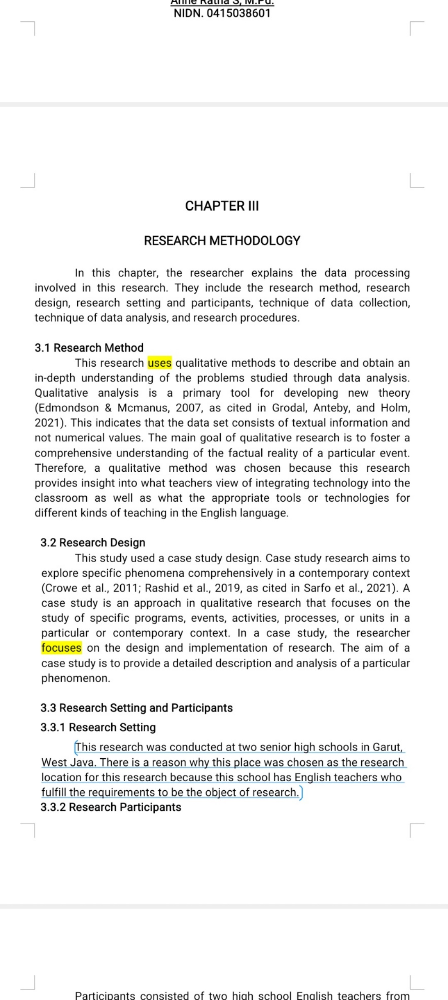 Anne Ratna S, M.Pd.
NIDN. 0415038601
CHAPTER III
RESEARCH METHODOLOGY
In this chapter, the researcher explains the data processing
involved in this research. They include the research method, research
design, research setting and participants, technique of data collection,
technique of data analysis, and research procedures.
3.1 Research Method
This research uses qualitative methods to describe and obtain an
in-depth understanding of the problems studied through data analysis.
Qualitative analysis is a primary tool for developing new theory
(Edmondson & Mcmanus, 2007, as cited in Grodal, Anteby, and Holm,
2021). This indicates that the data set consists of textual information and
not numerical values. The main goal of qualitative research is to foster a
comprehensive understanding of the factual reality of a particular event.
Therefore, a qualitative method was chosen because this research
provides insight into what teachers view of integrating technology into the
classroom as well as what the appropriate tools or technologies for
different kinds of teaching in the English language.
3.2 Research Design
This study used a case study design. Case study research aims to
explore specific phenomena comprehensively in a contemporary context
(Crowe et al., 2011; Rashid et al., 2019, as cited in Sarfo et al., 2021). A
case study is an approach in qualitative research that focuses on the
study of specific programs, events, activities, processes, or units in a
particular or contemporary context. In a case study, the researcher
focuses on the design and implementation of research. The aim of a
case study is to provide a detailed description and analysis of a particular
phenomenon.
3.3 Research Setting and Participants
3.3.1 Research Setting
This research was conducted at two senior high schools in Garut,
West Java. There is a reason why this place was chosen as the research
location for this research because this school has English teachers who
fulfill the requirements to be the object of research.
3.3.2 Research Participants
Participants consisted of two high school English teachers from